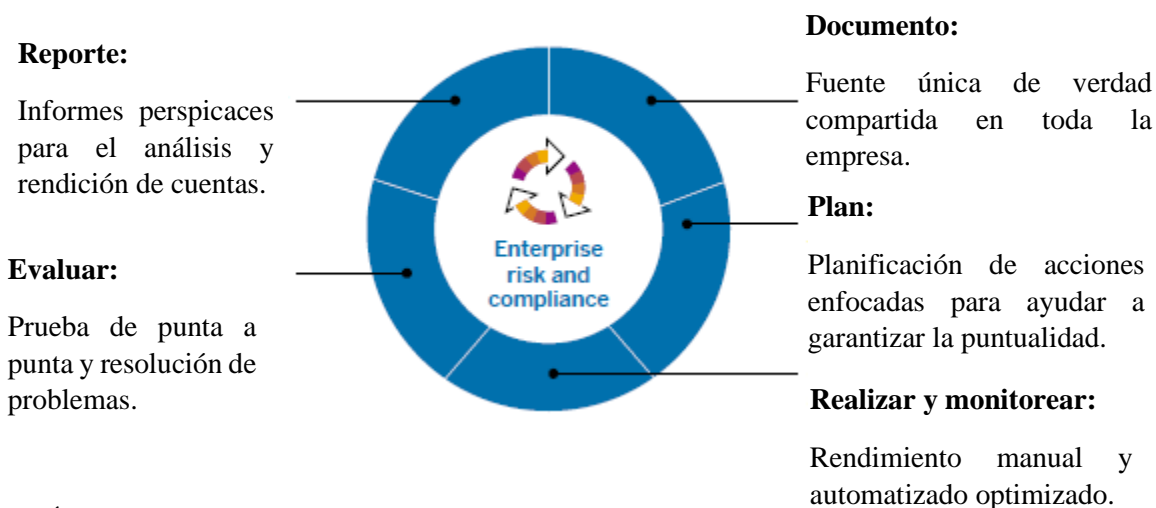 Reporte:
Informes perspicaces
para el análisis y
rendición de cuentas.
Documento:
Fuente única de verdad
compartida en toda la
empresa.
Plan:
Planificación de acciones
enfocadas para ayudar a
garantizar la puntualidad.
Evaluar:
Prueba de punta a
punta y resolución de
problemas.
Enterprise
risk and
compliance
Realizar y monitorear:
Rendimiento manual y
automatizado optimizado.